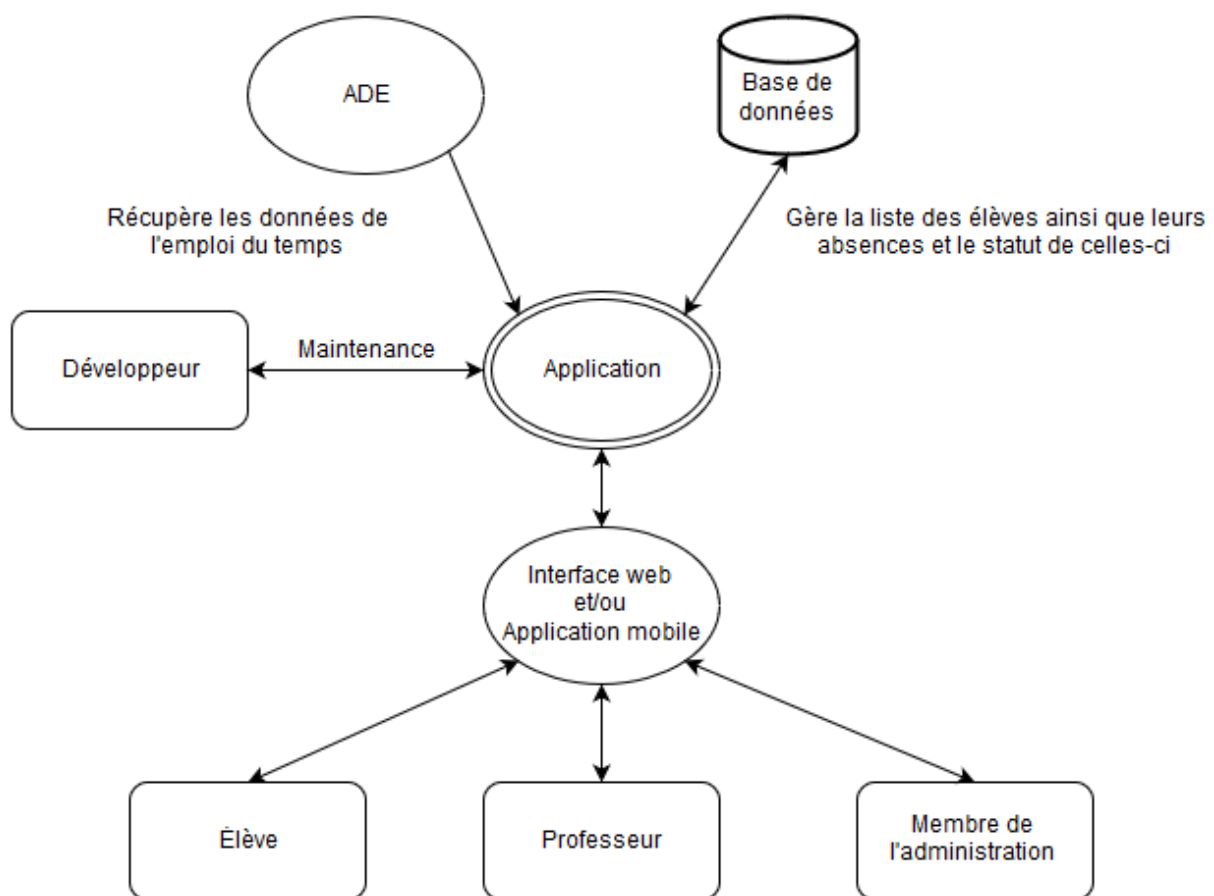 ADE
Base de
données
Récupère les données de
l'emploi du temps
Gère la liste des élèves ainsi que leurs
absences et le statut de celles-ci
Développeur
Maintenance
Application
Interface web
et/ou
Application mobile
Élève
Professeur
Membre de
l'administration